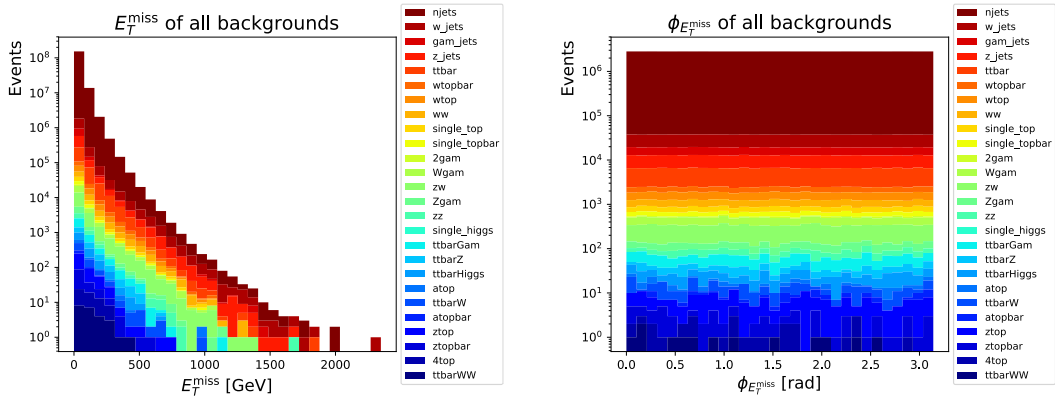 E_T^miss of all backgrounds
Events
10^8
10^7
10^6
10^5
10^4
10^3
10^2
10^1
10^0
0 500 1000 1500 2000
E_T^miss [GeV]
njets
w_jets
gam_jets
z_jets
ttbar
wtopbar
wtop
ww
single_top
single_topbar
2gam
Wgam
zw
Zgam
zz
single_higgs
ttbarGam
ttbarZ
ttbarHiggs
atop
ttbarW
atopbar
ztop
ztopbar
4top
ttbarWW
ϕ_E_T^miss of all backgrounds
Events
10^6
10^5
10^4
10^3
10^2
10^1
10^0
0.0 0.5 1.0 1.5 2.0 2.5 3.0
ϕ_E_T^miss [rad]
njets
w_jets
gam_jets
z_jets
ttbar
wtopbar
wtop
ww
single_top
single_topbar
2gam
Wgam
zw
Zgam
zz
single_higgs
ttbarGam
ttbarZ
ttbarHiggs
atop
ttbarW
atopbar
ztop
ztopbar
4top
ttbarWW